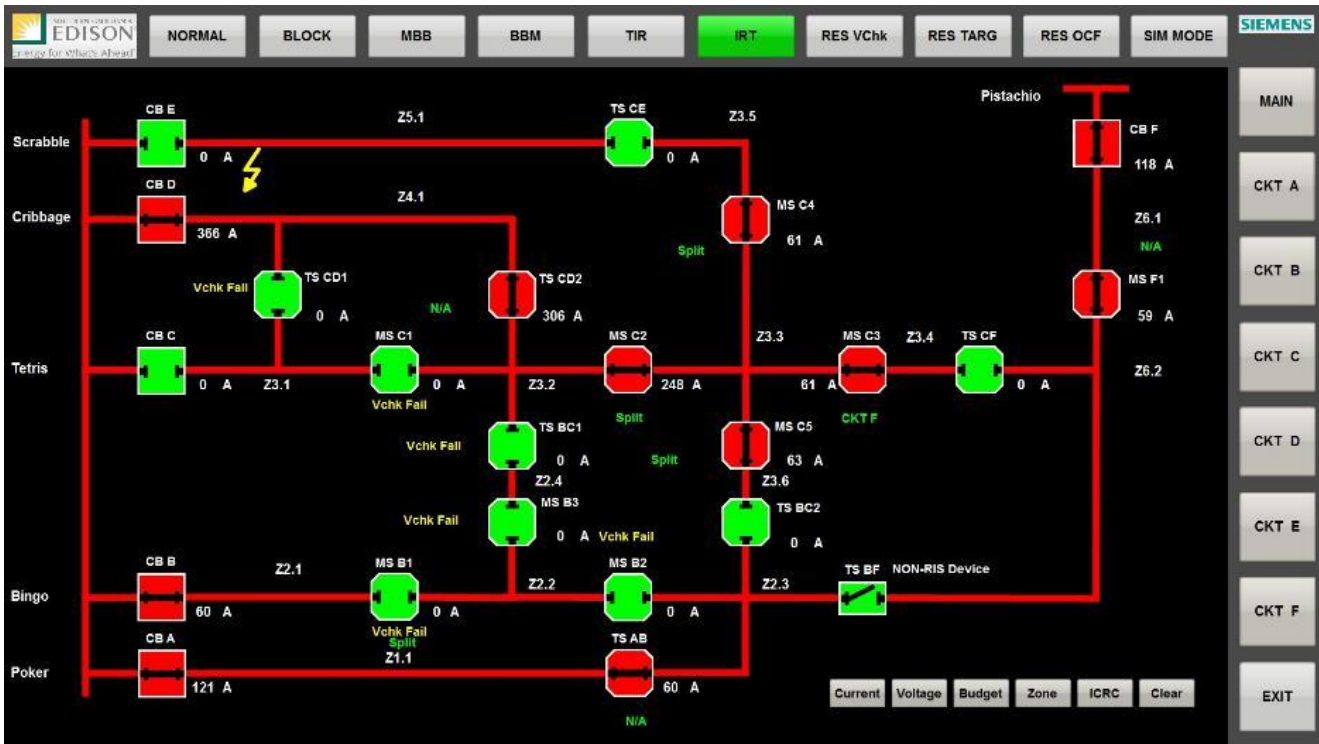 EDISON
Energy for What's Ahead
NORMAL
BLOCK
MBB
BBM
TIR
IRT
RES VChk
RES TARG
RES OCF
SIM MODE
SIEMENS
MAIN
CKT A
CKT B
CKT C
CKT D
CKT E
CKT F
EXIT
Pistachio
CB E
Z5.1
TS CE
Z3.5
CB F
Scrabble
0 A
0 A
118 A
CB D
Z4.1
MS C4
Cribbage
366 A
Split
61 A
Z6.1
N/A
Vchk Fail
TS CD1
TS CD2
MS F1
0 A
N/A
306 A
59 A
CB C
MS C1
MS C2
Z3.3
MS C3
Z3.4
TS CF
Tetris
Z6.2
0 A
Z3.1
0 A
Z3.2
248 A
61 A
0 A
Vchk Fail
Split
CKT F
Vchk Fail
TS BC1
MS C5
0 A
Split
63 A
Z2.4
Z3.6
MS B3
TS BC2
Vchk Fail
0 A
Vchk Fail
0 A
CB B
Z2.1
MS B1
MS B2
TS BF
NON-RIS Device
Bingo
Z2.2
Z2.3
60 A
0 A
0 A
Vchk Fail
Split
CB A
Z1.1
TS AB
Poker
121 A
60 A
N/A
Current
Voltage
Budget
Zone
ICRC
Clear